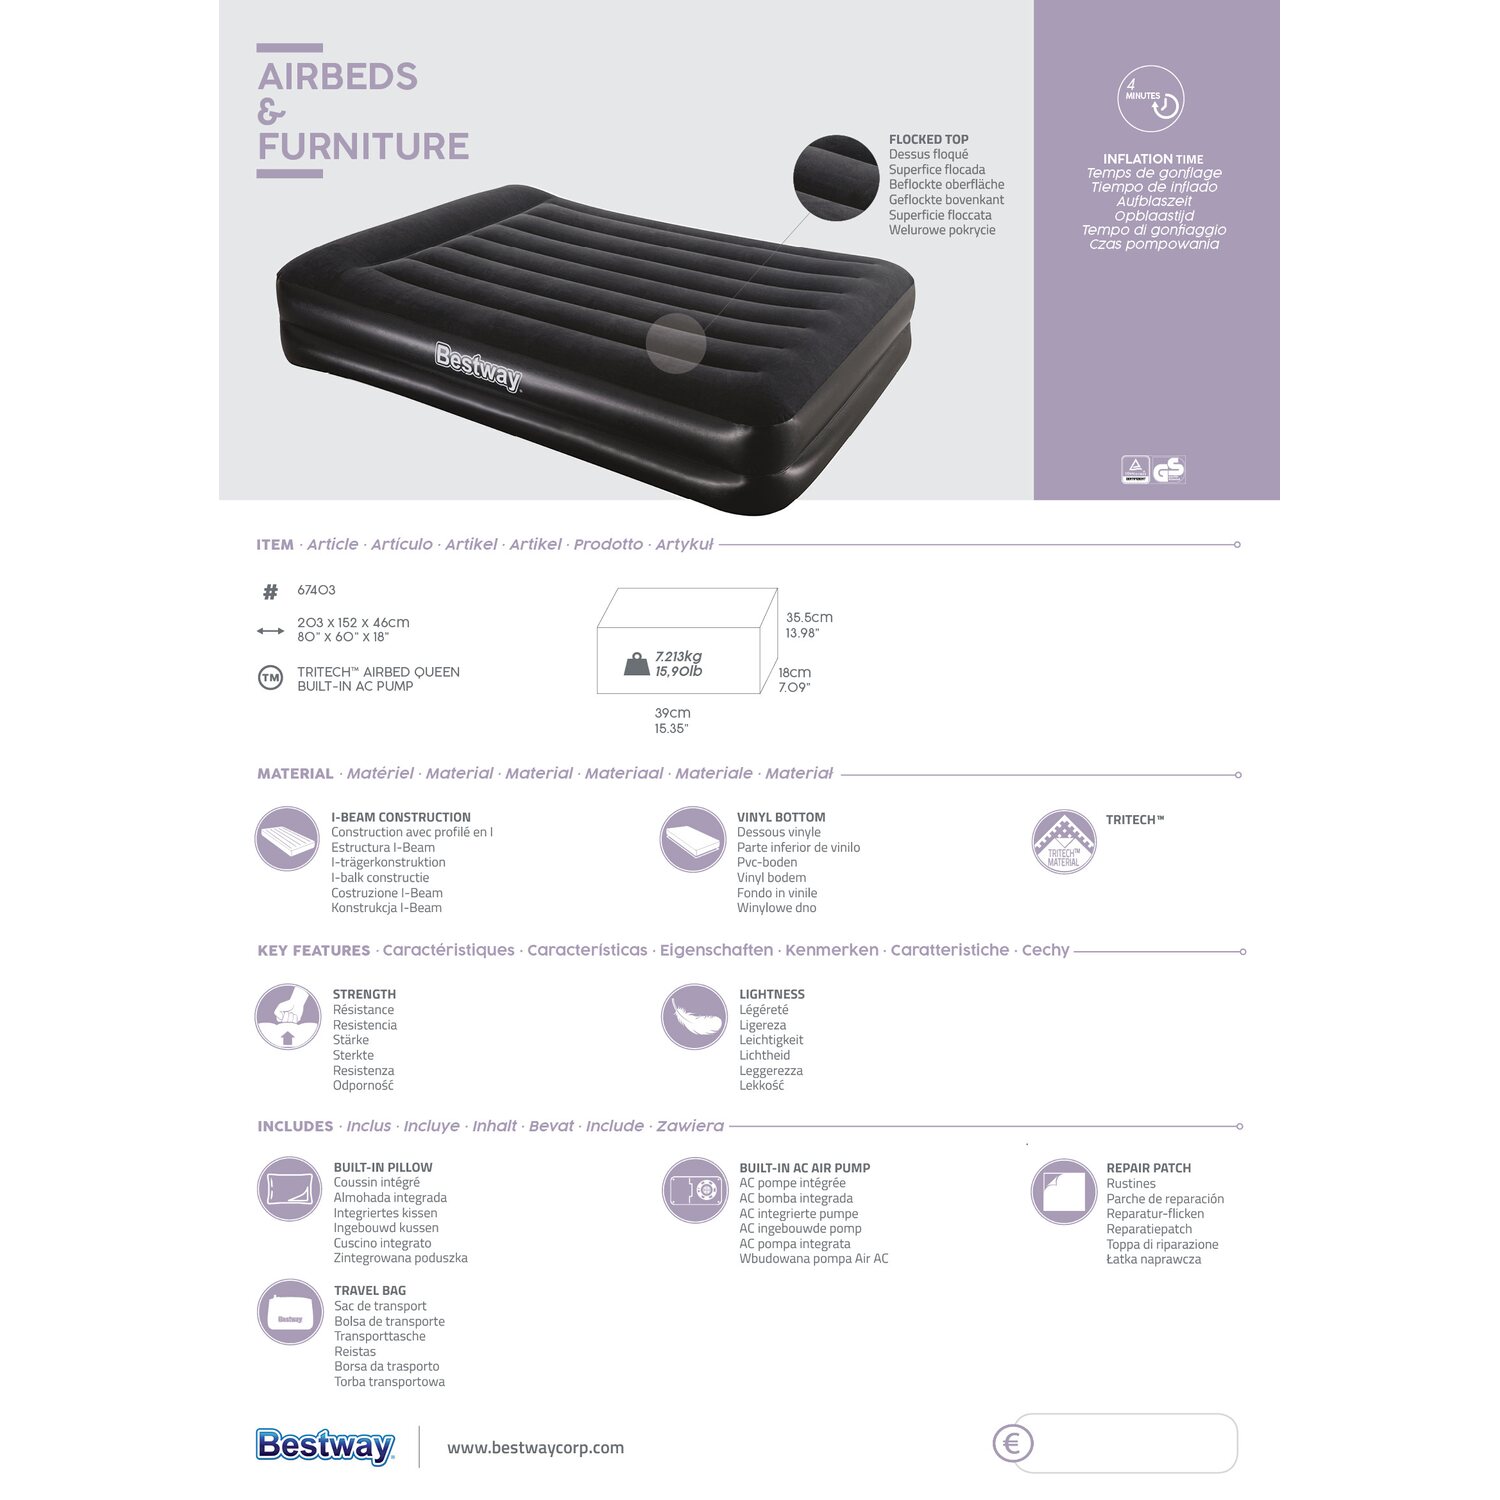 AIRBEDS
&
FURNITURE
FLOCKED TOP
Dessus floqué
Superfice flocada
Beflockte oberfläche
Geflockte bovenkant
Superficie floccata
Welurowe pokrycie
Bestway
4
MINUTES
INFLATION TIME
Temps de gonflage
Tiempo de inflado
Aufblaszeit
Opblaastijd
Tempo di gonfiaggio
Czas pompowania
GS
ITEM · Article · Artículo · Artikel · Artikel · Prodotto · Artykuł
# 67403
203 x 152 x 46cm
80" x 60" x 18"
TM
TRITECH™ AIRBED QUEEN
BUILT-IN AC PUMP
7.213kg
15,90lb
35.5cm
13.98"
18cm
7.09"
39cm
15.35"
MATERIAL · Matériel · Material · Material · Materiaal · Materiale · Materiał
I-BEAM CONSTRUCTION
Construction avec profilé en I
Estructura I-Beam
I-trägerkonstruktion
I-balk constructie
Costruzione I-Beam
Konstrukcja I-Beam
VINYL BOTTOM
Dessous vinyle
Parte inferior de vinilo
Pvc-boden
Vinyl bodem
Fondo in vinile
Winylowe dno
TRITECH™
MATERIAL
TRITECH™
KEY FEATURES · Caractéristiques · Características · Eigenschaften · Kenmerken · Caratteristiche · Cechy
STRENGTH
Résistance
Resistencia
Stärke
Sterkte
Resistenza
Odporność
LIGHTNESS
Légéreté
Ligereza
Leichtigkeit
Lichtheid
Leggerezza
Lekkość
INCLUDES · Inclus · Incluye · Inhalt · Bevat · Include · Zawiera
BUILT-IN PILLOW
Coussin intégré
Almohada integrada
Integriertes kissen
Ingebouwd kussen
Cuscino integrato
Zintegrowana poduszka
BUILT-IN AC AIR PUMP
AC pompe intégrée
AC bomba integrada
AC integrierte pumpe
AC ingebouwde pomp
AC pompa integrata
Wbudowana pompa Air AC
REPAIR PATCH
Rustines
Parche de reparación
Reparatur-flicken
Reparatiepatch
Toppa di riparazione
Łatka naprawcza
Bestway
TRAVEL BAG
Sac de transport
Bolsa de transporte
Transporttasche
Reistas
Borsa da trasporto
Torba transportowa
Bestway
www.bestwaycorp.com
€